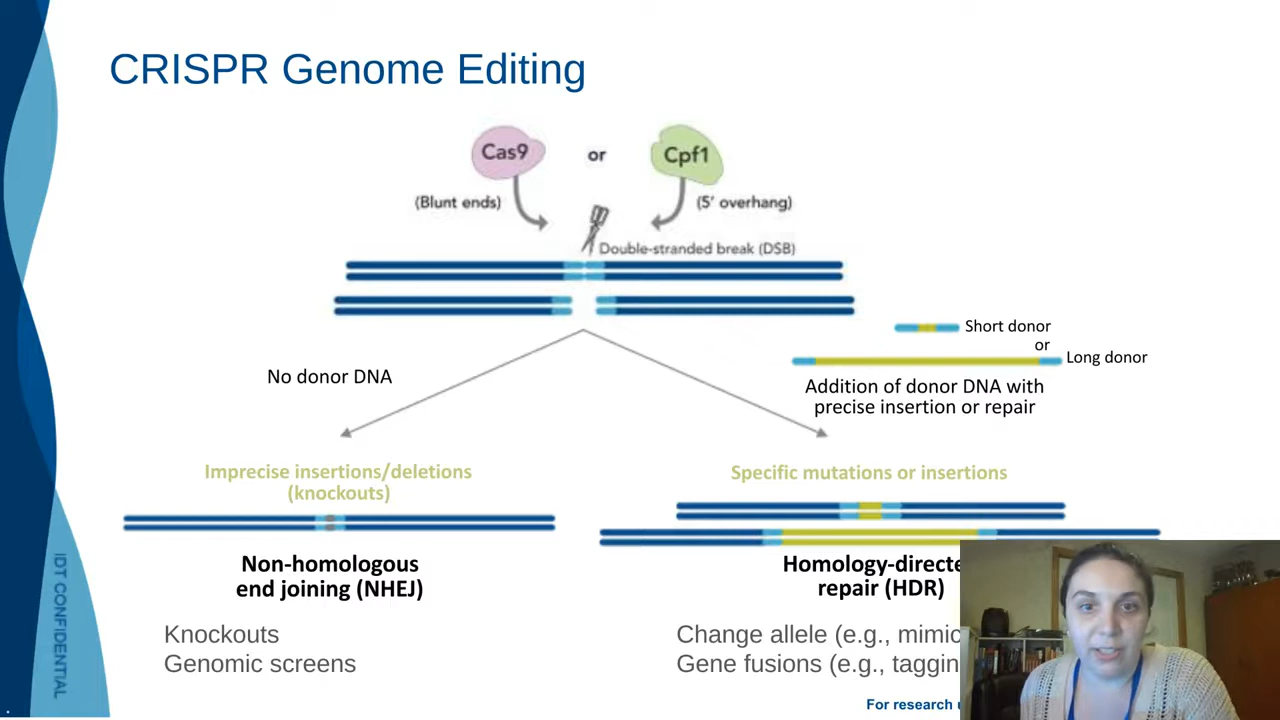 CRISPR Genome Editing
Cas9
or
Cpf1
(Blunt ends)
(5' overhang)
Double-stranded break (DSB)
Short donor
or
Long donor
No donor DNA
Addition of donor DNA with
precise insertion or repair
Imprecise insertions/deletions
(knockouts)
Specific mutations or insertions
Non-homologous
end joining (NHEJ)
Homology-directe
repair (HDR)
Knockouts
Genomic screens
Change allele (e.g., mimic
Gene fusions (e.g., taggin
For research
IDT CONFIDENTIAL